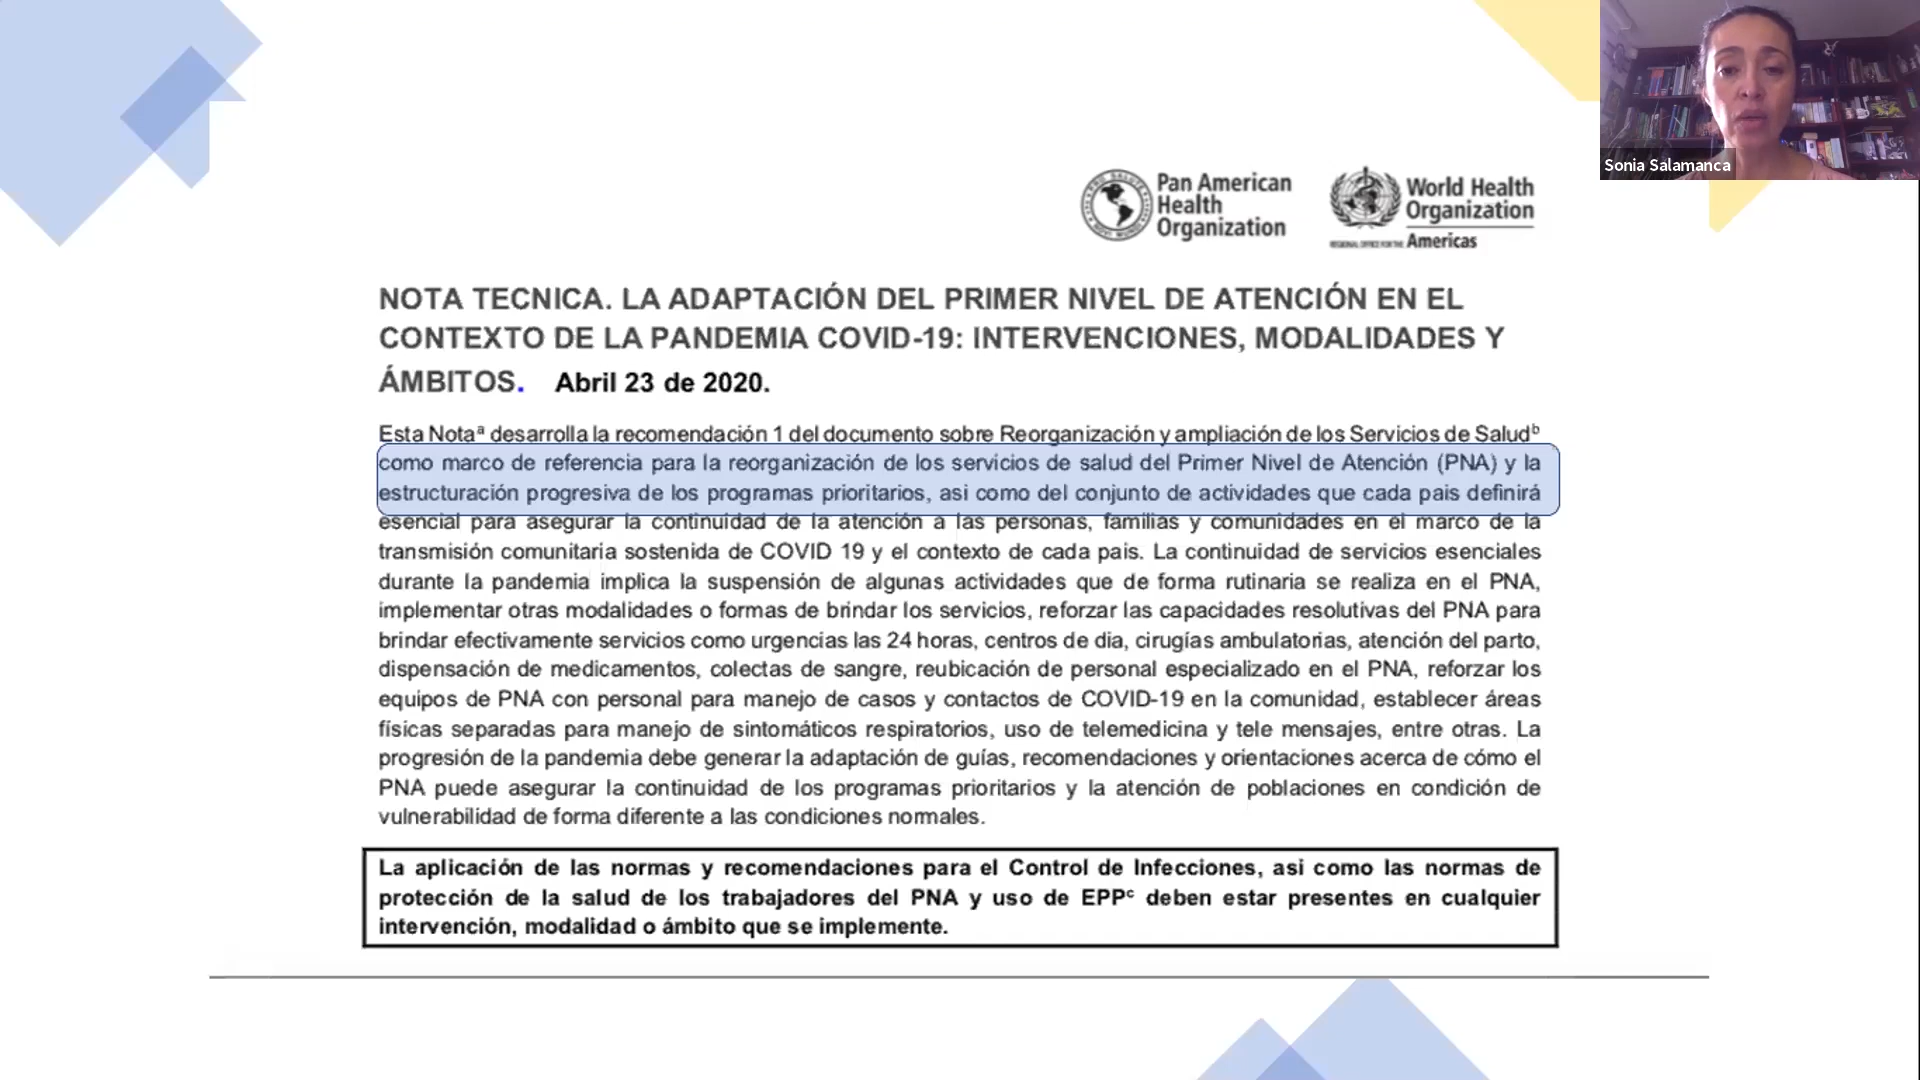 Sonia Salamanca
Pan American
Health
Organization
World Health
Organization
REGIONAL OFFICE FOR THE Americas
NOTA TECNICA. LA ADAPTACIÓN DEL PRIMER NIVEL DE ATENCIÓN EN EL
CONTEXTO DE LA PANDEMIA COVID-19: INTERVENCIONES, MODALIDADES Y
ÁMBITOS. Abril 23 de 2020.
Esta Notaª desarrolla la recomendación 1 del documento sobre Reorganización y ampliación de los Servicios de Saludᵇ
como marco de referencia para la reorganización de los servicios de salud del Primer Nivel de Atención (PNA) y la
estructuración progresiva de los programas prioritarios, asi como del conjunto de actividades que cada pais definirá
esencial para asegurar la continuidad de la atención a las personas, familias y comunidades en el marco de la
transmisión comunitaria sostenida de COVID 19 y el contexto de cada pais. La continuidad de servicios esenciales
durante la pandemia implica la suspensión de algunas actividades que de forma rutinaria se realiza en el PNA,
implementar otras modalidades o formas de brindar los servicios, reforzar las capacidades resolutivas del PNA para
brindar efectivamente servicios como urgencias las 24 horas, centros de dia, cirugías ambulatorias, atención del parto,
dispensación de medicamentos, colectas de sangre, reubicación de personal especializado en el PNA, reforzar los
equipos de PNA con personal para manejo de casos y contactos de COVID-19 en la comunidad, establecer áreas
físicas separadas para manejo de sintomáticos respiratorios, uso de telemedicina y tele mensajes, entre otras. La
progresión de la pandemia debe generar la adaptación de guías, recomendaciones y orientaciones acerca de cómo el
PNA puede asegurar la continuidad de los programas prioritarios y la atención de poblaciones en condición de
vulnerabilidad de forma diferente a las condiciones normales.
La aplicación de las normas y recomendaciones para el Control de Infecciones, asi como las normas de
protección de la salud de los trabajadores del PNA y uso de EPPᶜ deben estar presentes en cualquier
intervención, modalidad o ámbito que se implemente.